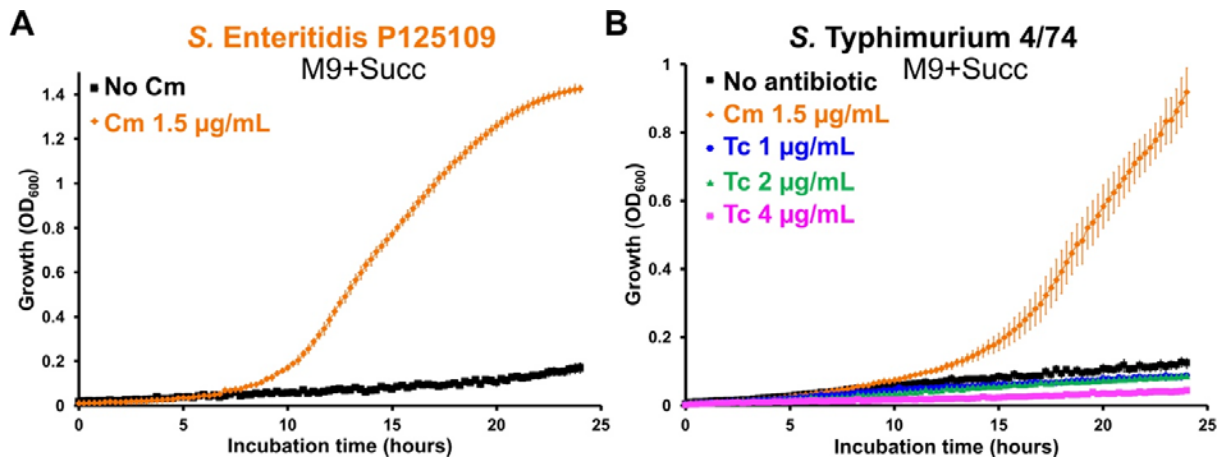 A
S. Enteritidis P125109
M9+Succ
No Cm
Cm 1.5 µg/mL
Growth (OD600)
1.4
1.2
1
0.8
0.6
0.4
0.2
0
0 5 10 15 20 25
Incubation time (hours)
B
S. Typhimurium 4/74
M9+Succ
No antibiotic
Cm 1.5 µg/mL
Tc 1 µg/mL
Tc 2 µg/mL
Tc 4 µg/mL
Growth (OD600)
1
0.8
0.6
0.4
0.2
0
0 5 10 15 20 25
Incubation time (hours)